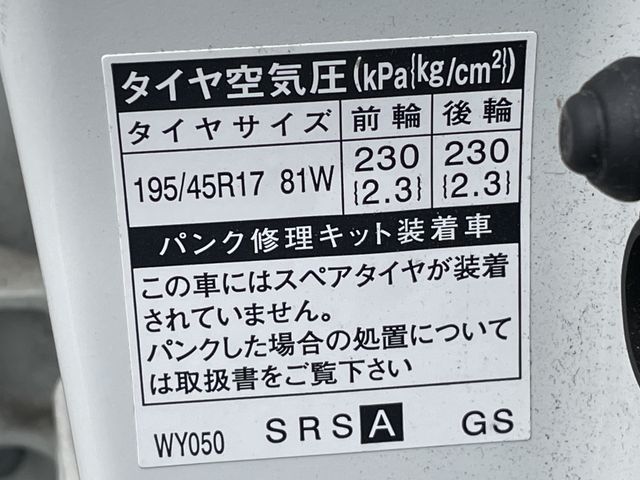 タイヤ空気圧(kPa{kg/cm²})
タイヤサイズ 前輪 後輪
195/45R17 81W 230 {2.3} 230 {2.3}
パンク修理キット装着車
この車にはスペアタイヤが装着
されていません。
パンクした場合の処置について
は取扱書をご覧下さい
WY050 SRS A GS